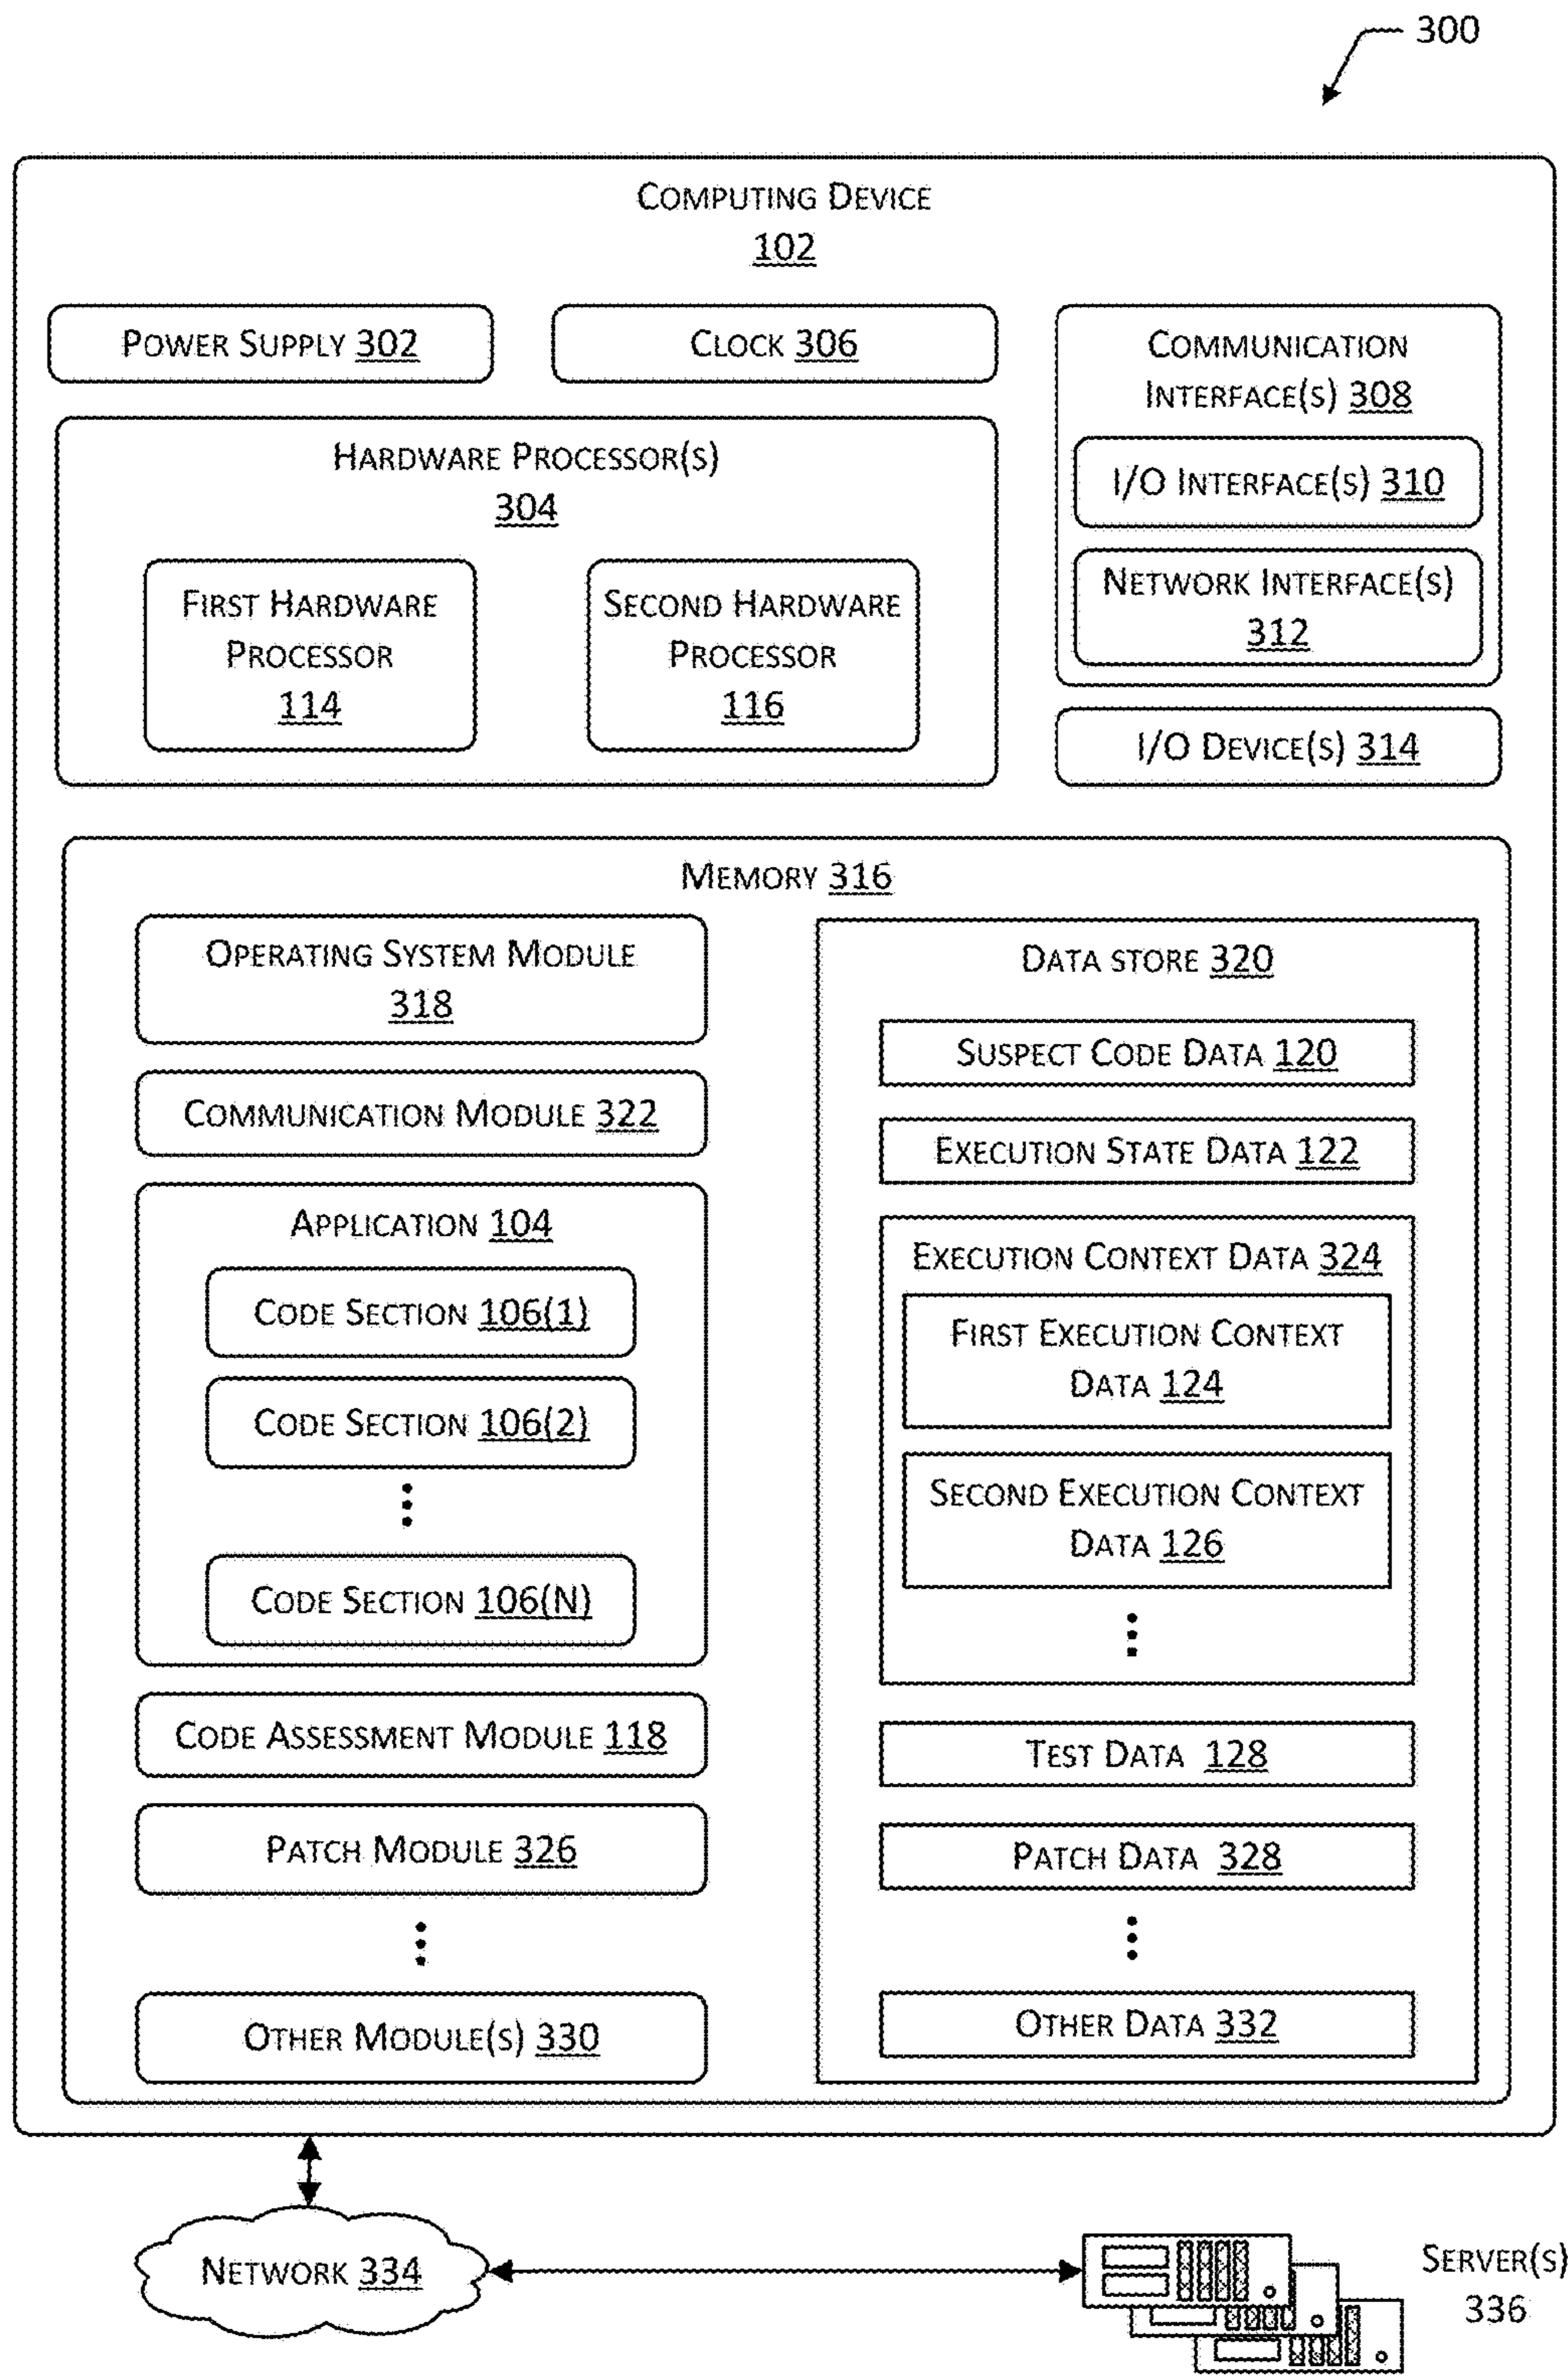 300
Computing Device
102
Power Supply 302
Clock 306
Communication
Interface(s) 308
I/O Interface(s) 310
Network Interface(s)
312
I/O Device(s) 314
Hardware Processor(s)
304
First Hardware
Processor
114
Second Hardware
Processor
116
Memory 316
Operating System Module
318
Communication Module 322
Application 104
Code Section 106(1)
Code Section 106(2)
Code Section 106(N)
Code Assessment Module 118
Patch Module 326
Other Module(s) 330
Data store 320
Suspect Code Data 120
Execution State Data 122
Execution Context Data 324
First Execution Context
Data 124
Second Execution Context
Data 126
Test Data 128
Patch Data 328
Other Data 332
Network 334
Server(s)
336